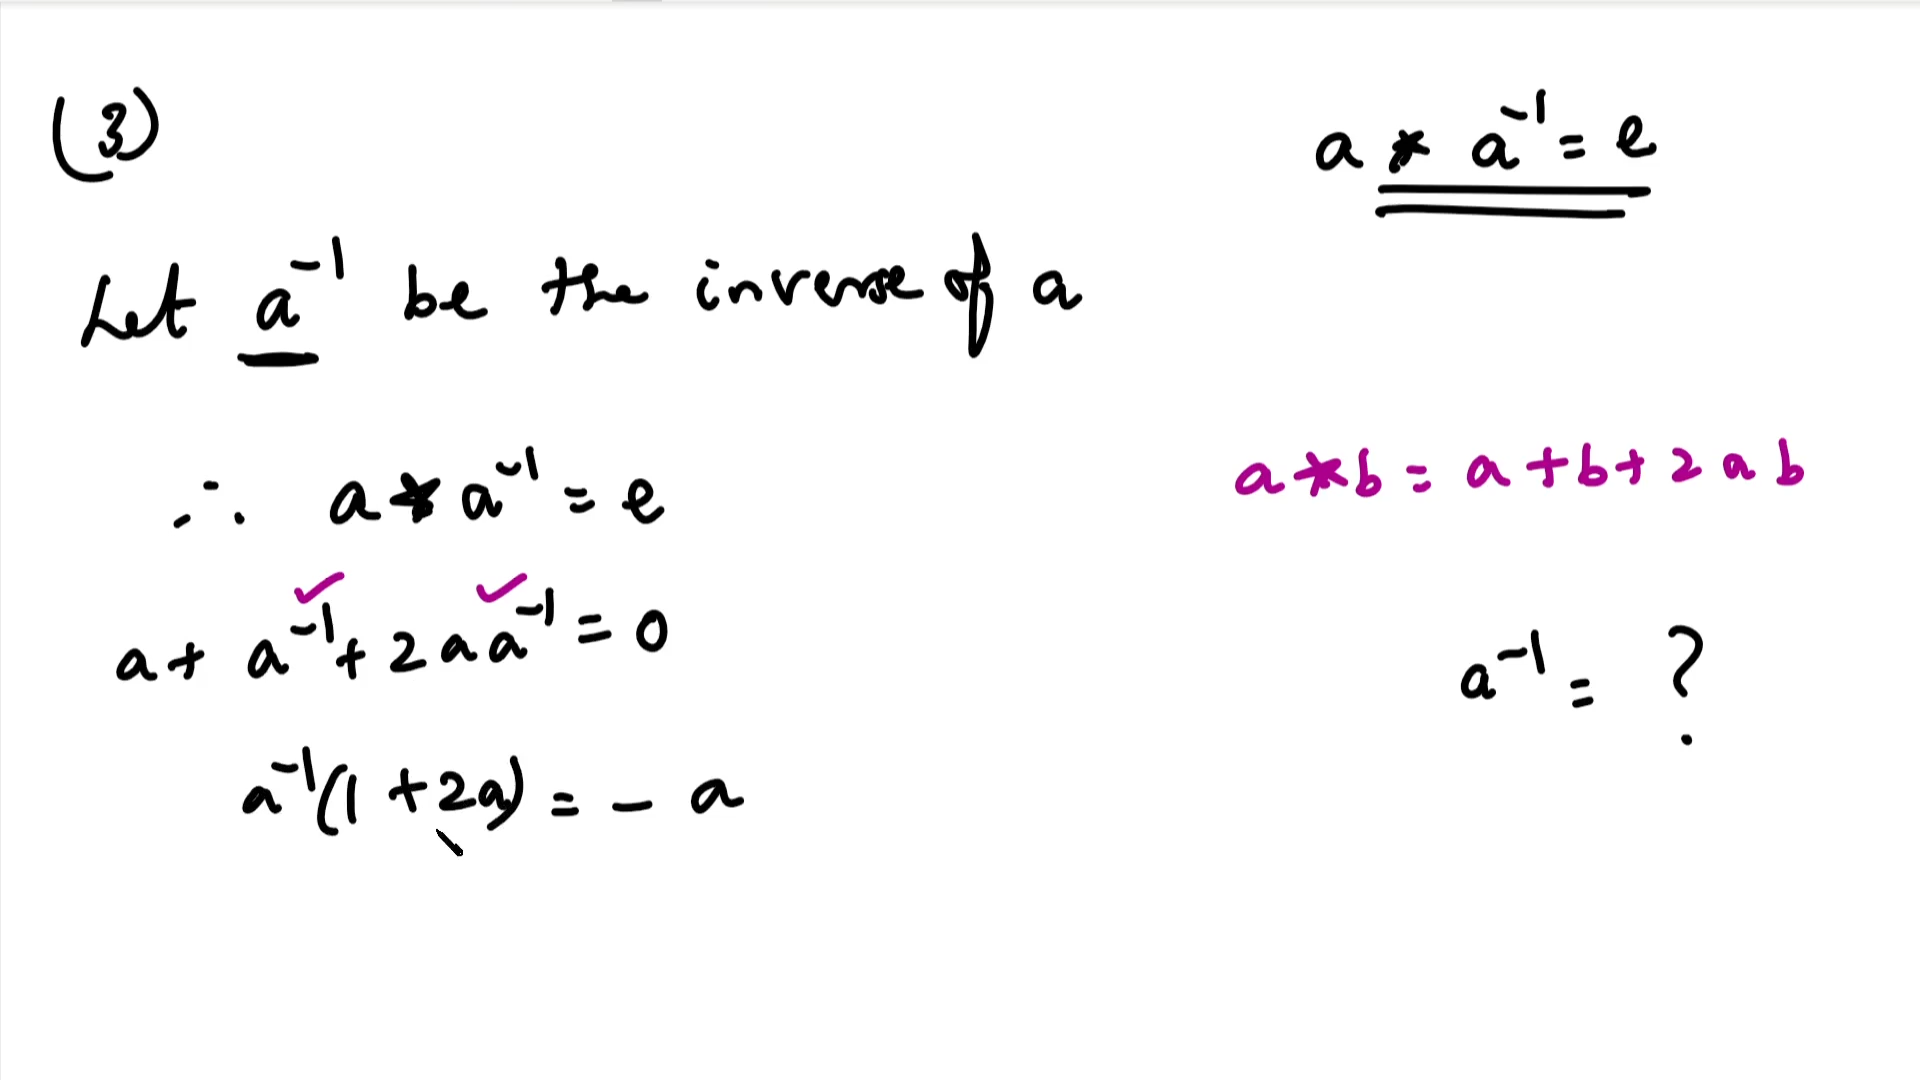 (3)
a * a⁻¹ = e
Let a⁻¹ be the inverse of a
∴ a * a⁻¹ = e
a * b = a + b + 2ab
a + a⁻¹ + 2aa⁻¹ = 0
a⁻¹ = ?
a⁻¹(1 + 2a) = - a